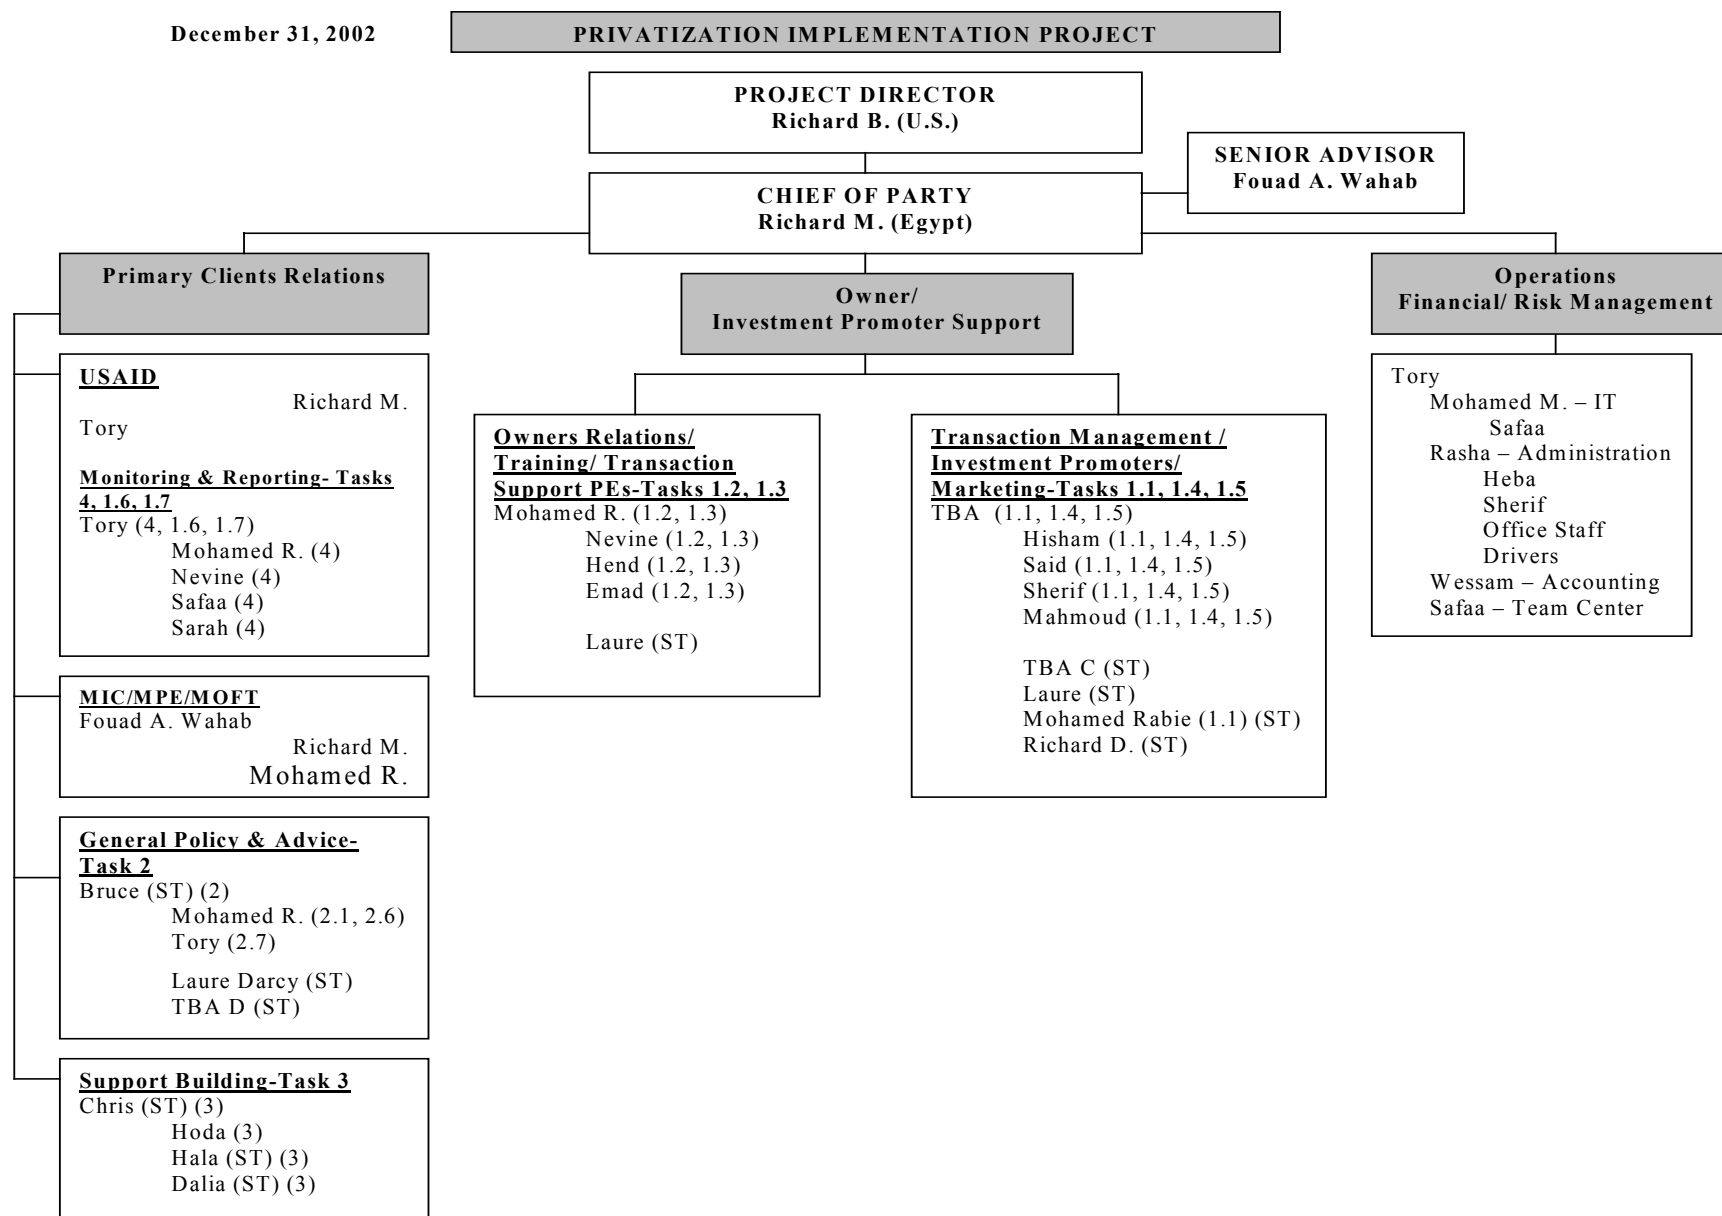 December 31, 2002
PRIVATIZATION IMPLEMENTATION PROJECT
PROJECT DIRECTOR
Richard B. (U.S.)
SENIOR ADVISOR
Fouad A. Wahab
CHIEF OF PARTY
Richard M. (Egypt)
Primary Clients Relations
Owner/
Investment Promoter Support
Operations
Financial/ Risk Management
USAID
Richard M.
Tory
Monitoring & Reporting- Tasks
4, 1.6, 1.7
Tory (4, 1.6, 1.7)
Mohamed R. (4)
Nevine (4)
Safaa (4)
Sarah (4)
MIC/MPE/MOFT
Fouad A. Wahab
Richard M.
Mohamed R.
General Policy & Advice-
Task 2
Bruce (ST) (2)
Mohamed R. (2.1, 2.6)
Tory (2.7)
Laure Darcy (ST)
TBA D (ST)
Support Building-Task 3
Chris (ST) (3)
Hoda (3)
Hala (ST) (3)
Dalia (ST) (3)
Owners Relations/
Training/ Transaction
Support PEs-Tasks 1.2, 1.3
Mohamed R. (1.2, 1.3)
Nevine (1.2, 1.3)
Hend (1.2, 1.3)
Emad (1.2, 1.3)
Laure (ST)
Transaction Management /
Investment Promoters/
Marketing-Tasks 1.1, 1.4, 1.5
TBA (1.1, 1.4, 1.5)
Hisham (1.1, 1.4, 1.5)
Said (1.1, 1.4, 1.5)
Sherif (1.1, 1.4, 1.5)
Mahmoud (1.1, 1.4, 1.5)
TBA C (ST)
Laure (ST)
Mohamed Rabie (1.1) (ST)
Richard D. (ST)
Tory
Mohamed M. – IT
Safaa
Rasha – Administration
Heba
Sherif
Office Staff
Drivers
Wessam – Accounting
Safaa – Team Center